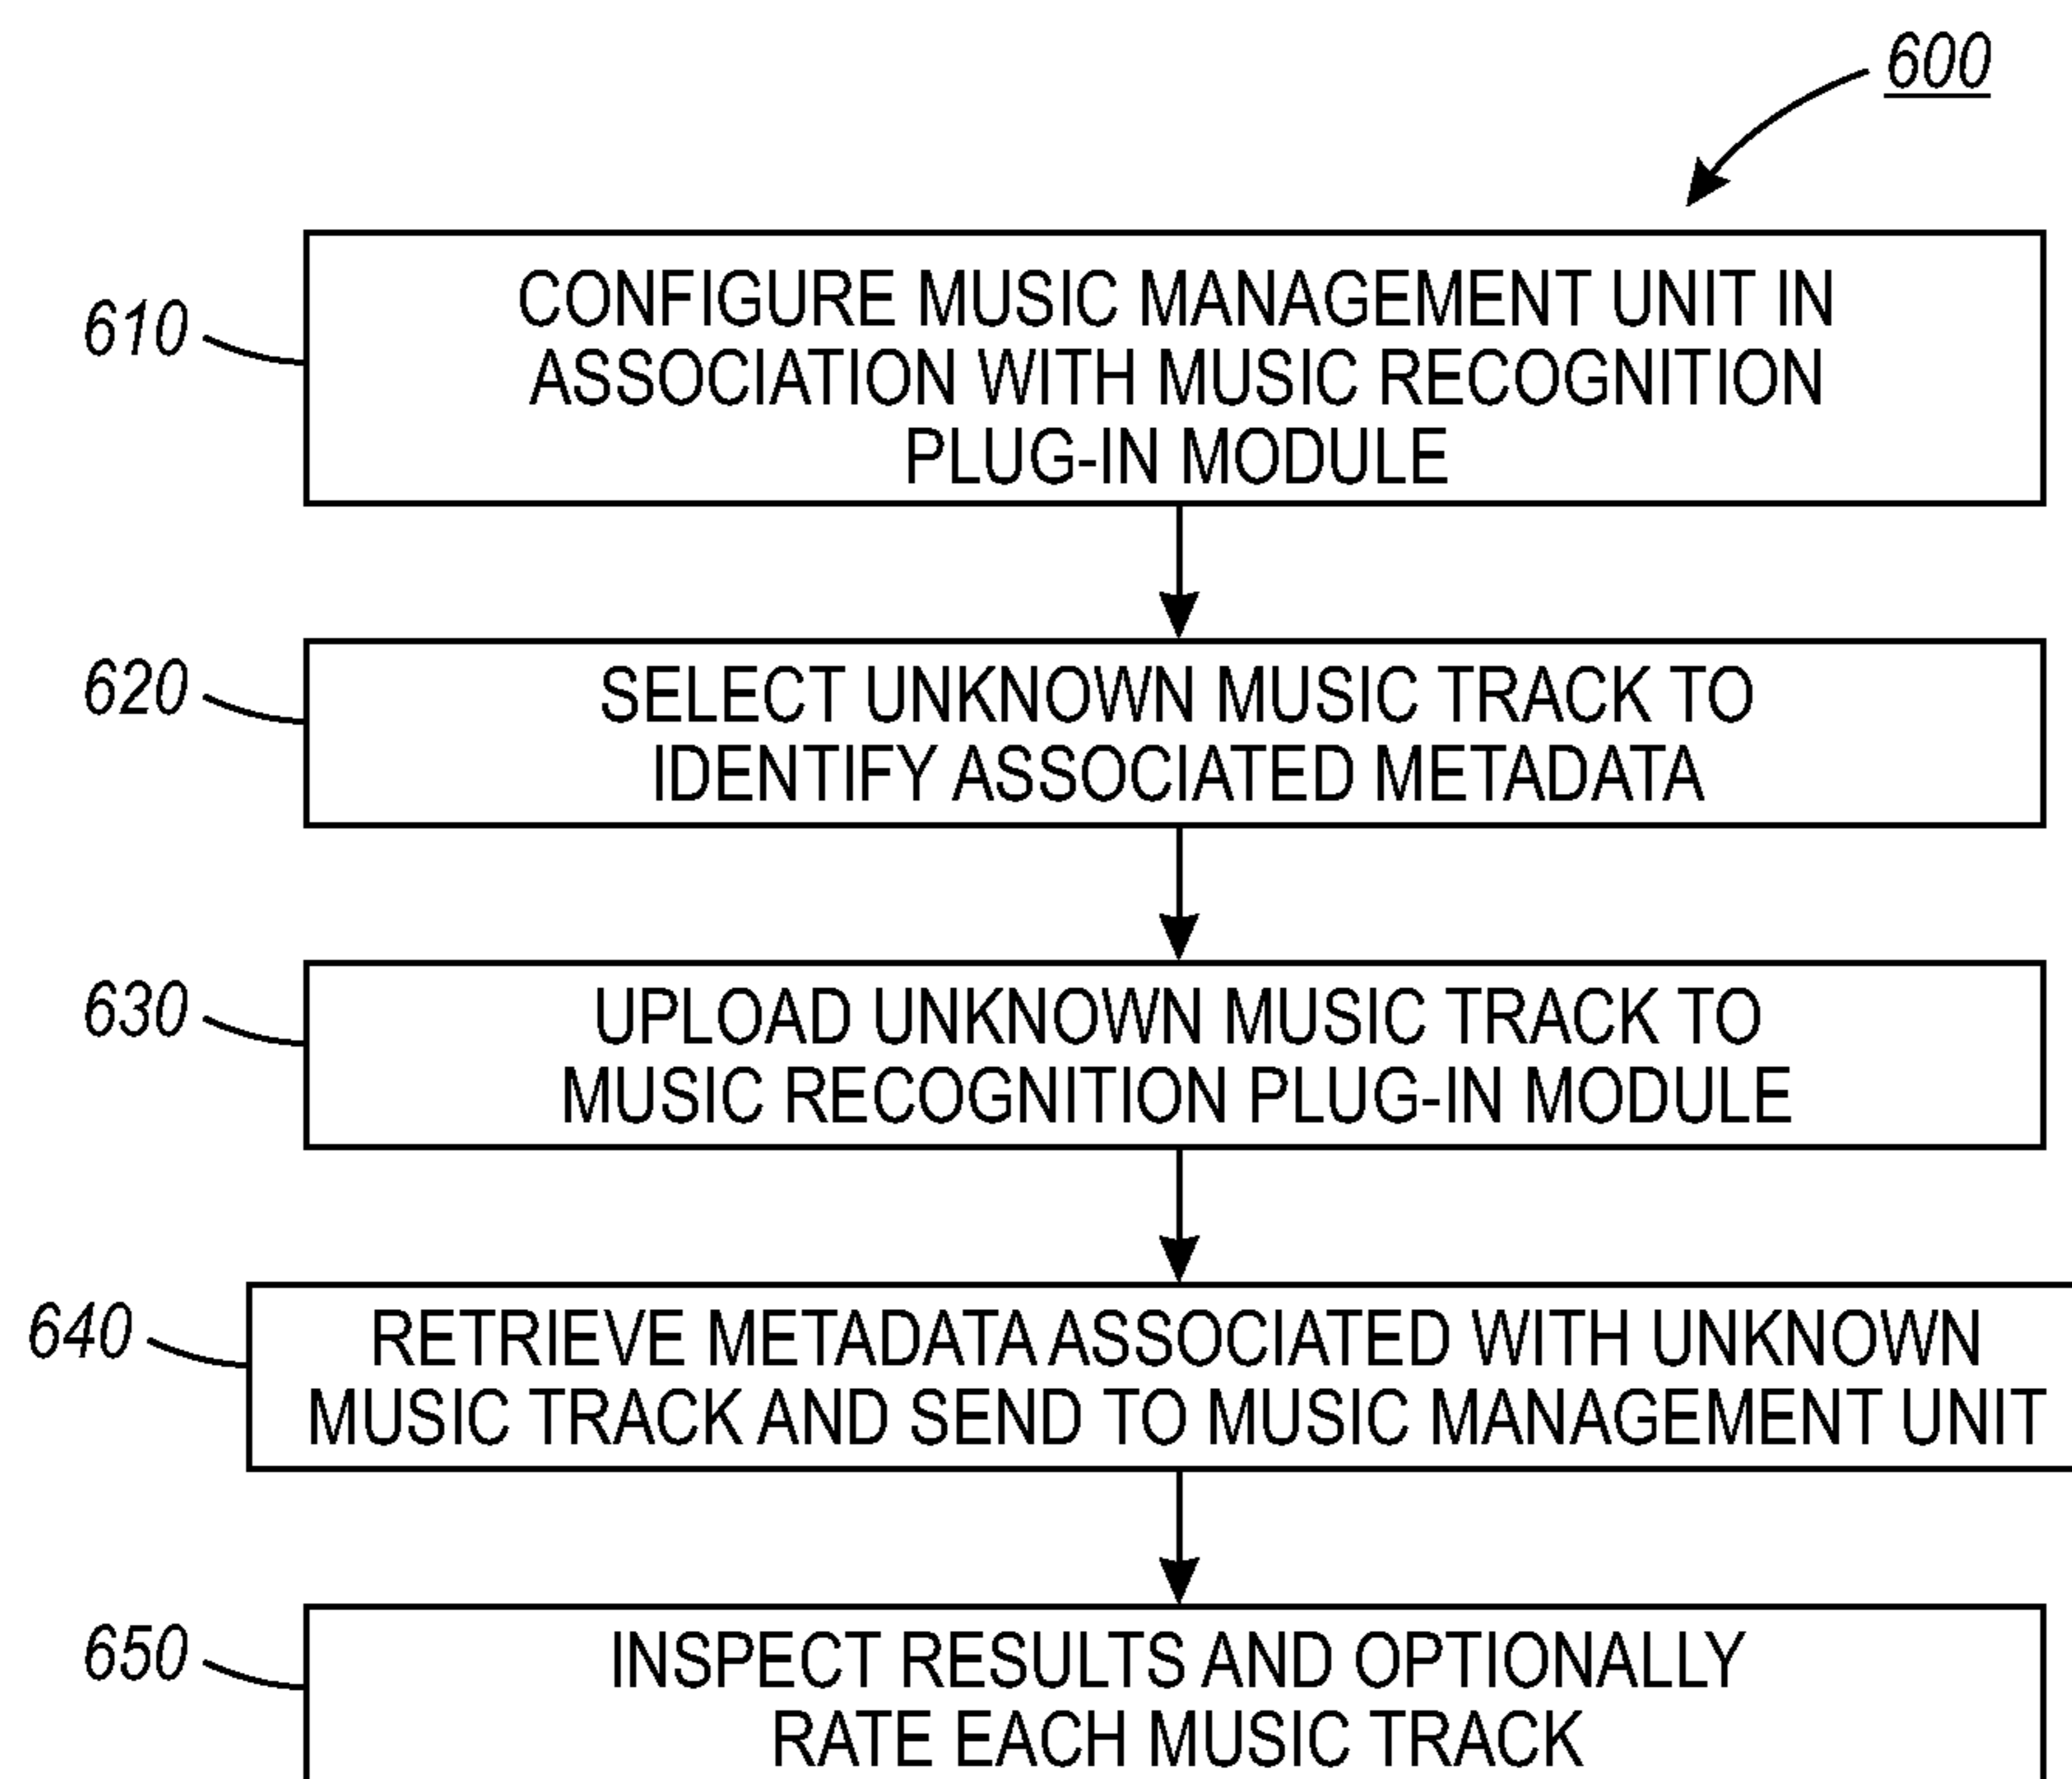 600
610
CONFIGURE MUSIC MANAGEMENT UNIT IN
ASSOCIATION WITH MUSIC RECOGNITION
PLUG-IN MODULE
620
SELECT UNKNOWN MUSIC TRACK TO
IDENTIFY ASSOCIATED METADATA
630
UPLOAD UNKNOWN MUSIC TRACK TO
MUSIC RECOGNITION PLUG-IN MODULE
640
RETRIEVE METADATA ASSOCIATED WITH UNKNOWN
MUSIC TRACK AND SEND TO MUSIC MANAGEMENT UNIT
650
INSPECT RESULTS AND OPTIONALLY
RATE EACH MUSIC TRACK